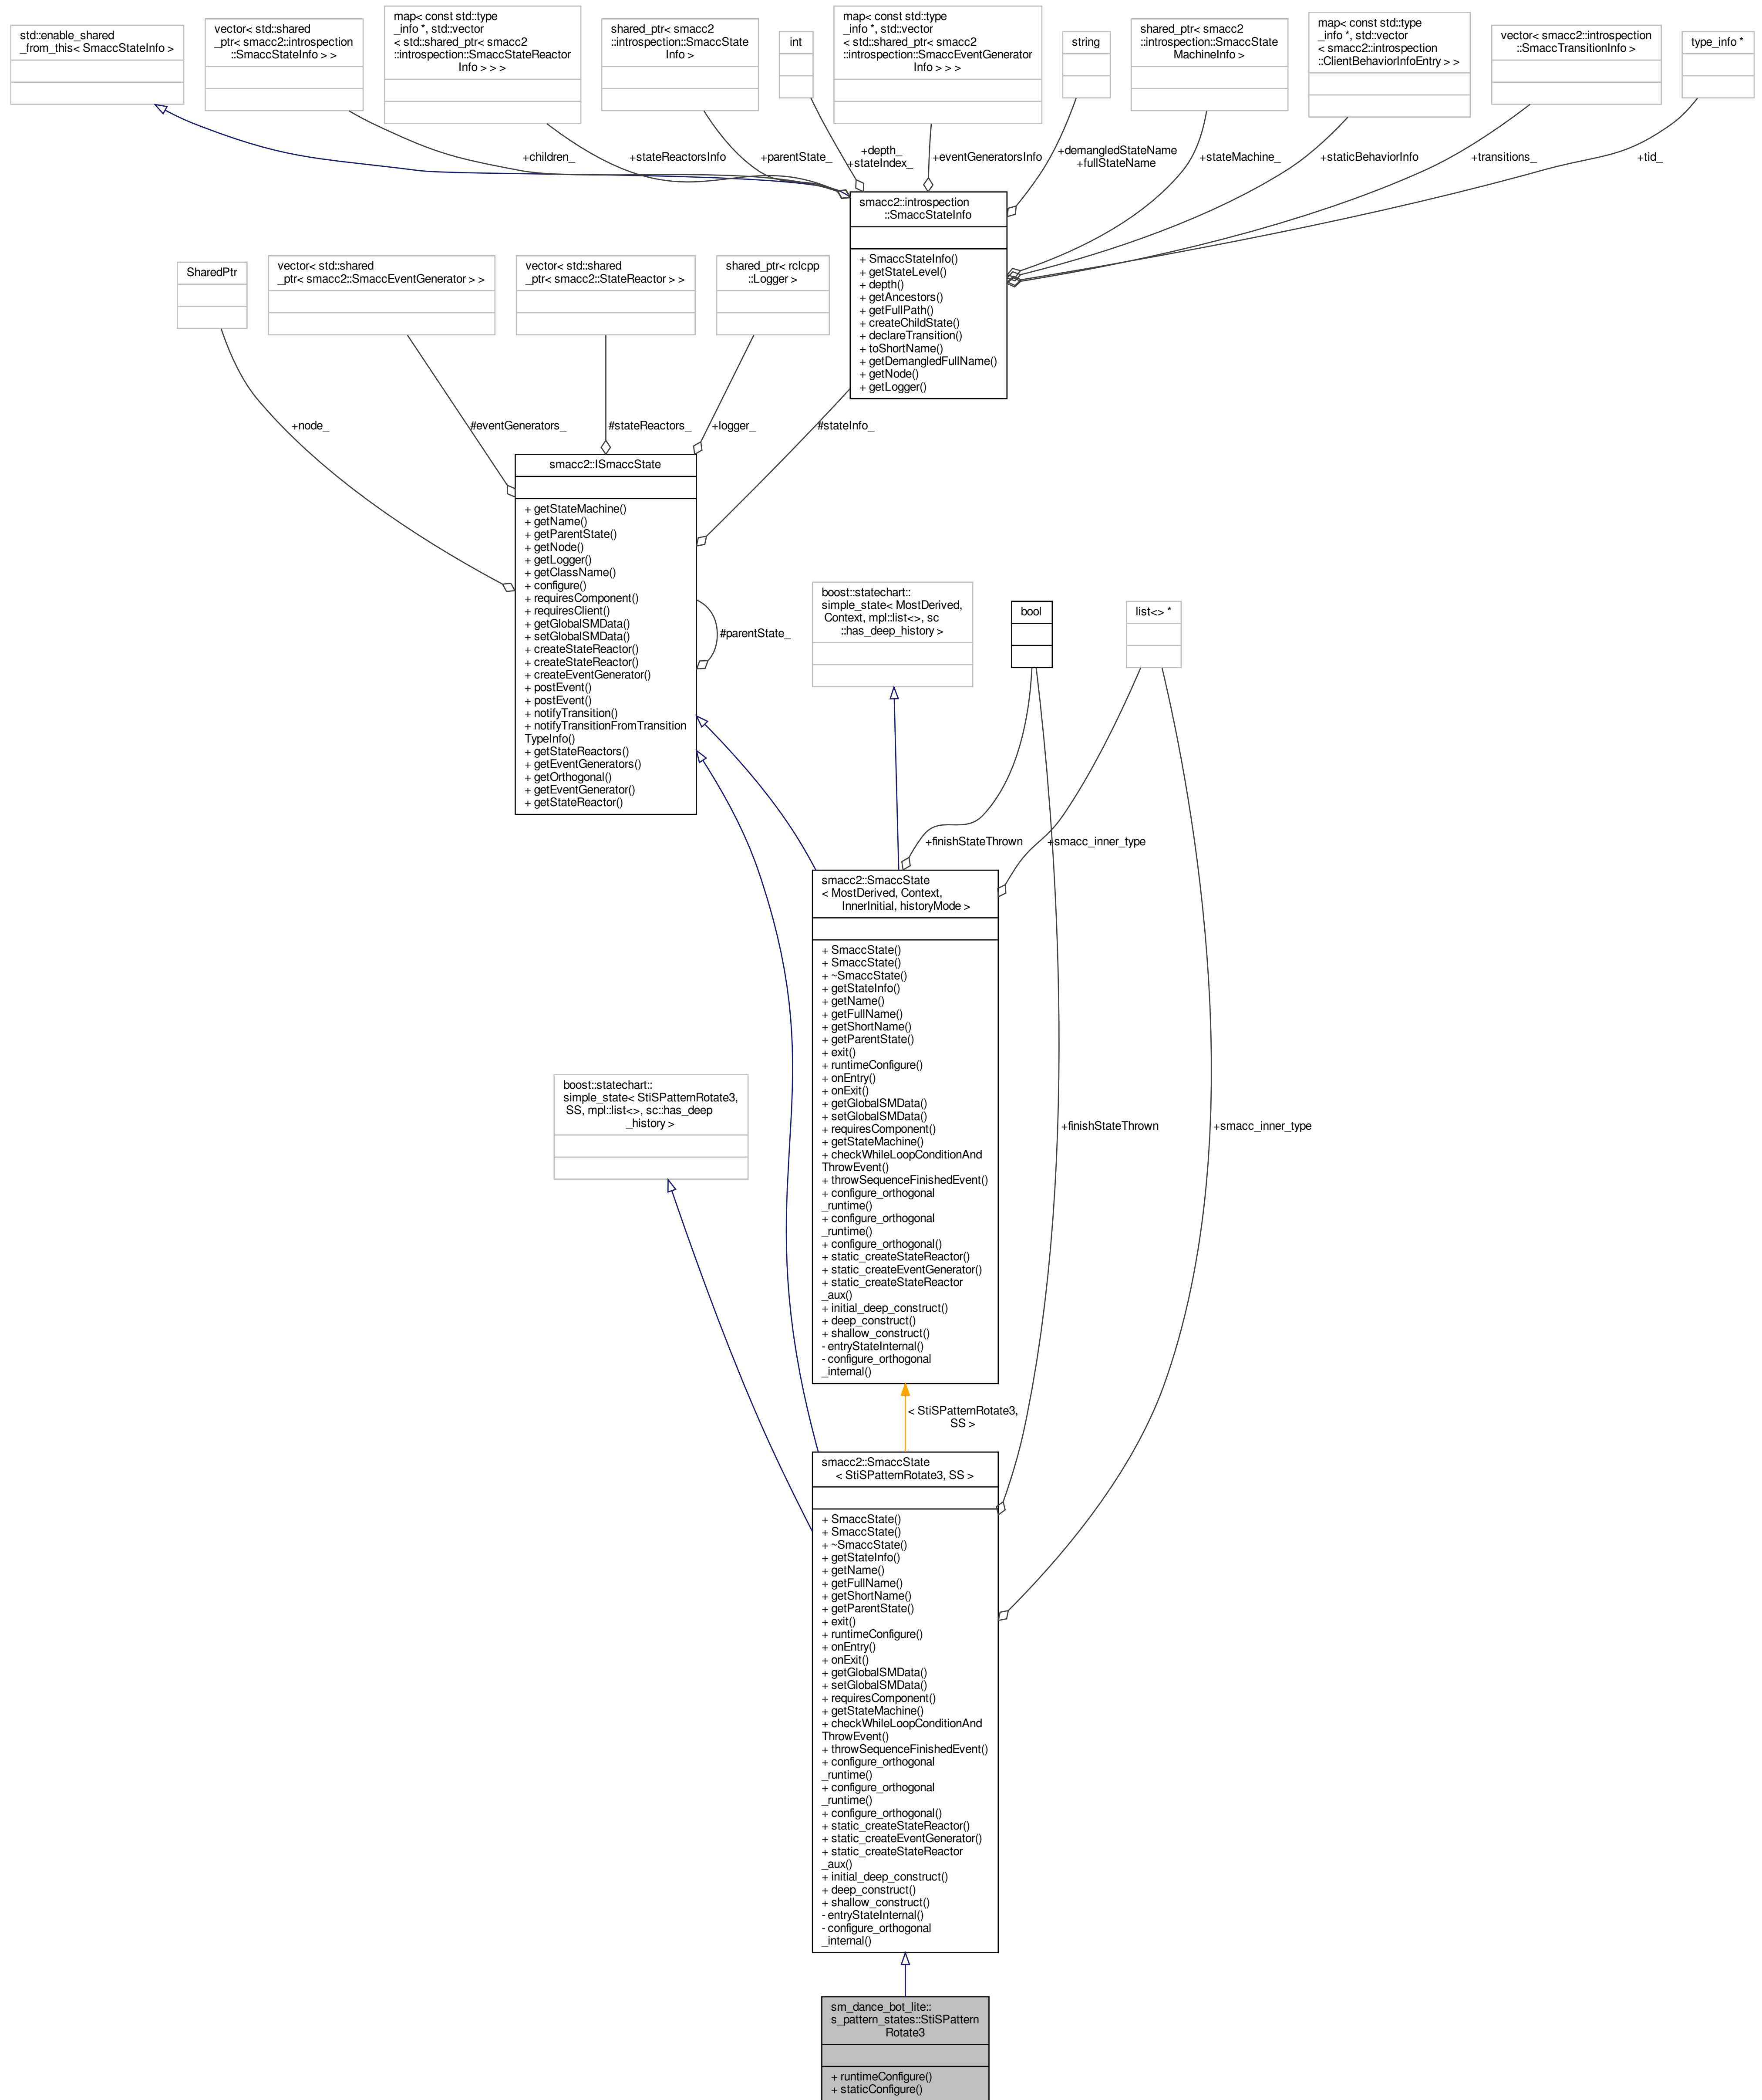 std::enable_shared
_from_this< SmaccStateInfo >
vector< std::shared
_ptr< smacc2::introspection
::SmaccStateInfo > >
map< const std::type
_info *, std::vector
< std::shared_ptr< smacc2
::introspection::SmaccStateReactor
Info > > >
shared_ptr< smacc2
::introspection::SmaccState
Info >
int
map< const std::type
_info *, std::vector
< std::shared_ptr< smacc2
::introspection::SmaccEventGenerator
Info > > >
string
shared_ptr< smacc2
::introspection::SmaccState
MachineInfo >
map< const std::type
_info *, std::vector
< smacc2::introspection
::ClientBehaviorInfoEntry > >
vector< smacc2::introspection
::SmaccTransitionInfo >
type_info *
+children_
+stateReactorsInfo
+parentState_
+depth_
+stateIndex_
+eventGeneratorsInfo
+demangledStateName
+fullStateName
+stateMachine_
+staticBehaviorInfo
+transitions_
+tid_
smacc2::introspection
::SmaccStateInfo
+ SmaccStateInfo()
+ getStateLevel()
+ depth()
+ getAncestors()
+ getFullPath()
+ createChildState()
+ declareTransition()
+ toShortName()
+ getDemangledFullName()
+ getNode()
+ getLogger()
SharedPtr
vector< std::shared
_ptr< smacc2::SmaccEventGenerator > >
vector< std::shared
_ptr< smacc2::StateReactor > >
shared_ptr< rclcpp
::Logger >
+node_
#eventGenerators_
#stateReactors_
+logger_
#stateInfo_
smacc2::ISmaccState
+ getStateMachine()
+ getName()
+ getParentState()
+ getNode()
+ getLogger()
+ getClassName()
+ configure()
+ requiresComponent()
+ requiresClient()
+ getGlobalSMData()
+ setGlobalSMData()
+ createStateReactor()
+ createStateReactor()
+ createEventGenerator()
+ postEvent()
+ postEvent()
+ notifyTransition()
+ notifyTransitionFromTransition
TypeInfo()
+ getStateReactors()
+ getEventGenerators()
+ getOrthogonal()
+ getEventGenerator()
+ getStateReactor()
#parentState_
boost::statechart::
simple_state< MostDerived,
Context, mpl::list<>, sc
::has_deep_history >
bool
list<> *
+finishStateThrown
+smacc_inner_type
smacc2::SmaccState
< MostDerived, Context,
InnerInitial, historyMode >
+ SmaccState()
+ SmaccState()
+ ~SmaccState()
+ getStateInfo()
+ getName()
+ getFullName()
+ getShortName()
+ getParentState()
+ exit()
+ runtimeConfigure()
+ onEntry()
+ onExit()
+ getGlobalSMData()
+ setGlobalSMData()
+ requiresComponent()
+ getStateMachine()
+ checkWhileLoopConditionAnd
ThrowEvent()
+ throwSequenceFinishedEvent()
+ configure_orthogonal
_runtime()
+ configure_orthogonal
_runtime()
+ configure_orthogonal()
+ static_createStateReactor()
+ static_createEventGenerator()
+ static_createStateReactor
_aux()
+ initial_deep_construct()
+ deep_construct()
+ shallow_construct()
- entryStateInternal()
- configure_orthogonal
_internal()
boost::statechart::
simple_state< StiSPatternRotate3,
SS, mpl::list<>, sc::has_deep
_history >
+finishStateThrown
+smacc_inner_type
< StiSPatternRotate3,
SS >
smacc2::SmaccState
< StiSPatternRotate3, SS >
+ SmaccState()
+ SmaccState()
+ ~SmaccState()
+ getStateInfo()
+ getName()
+ getFullName()
+ getShortName()
+ getParentState()
+ exit()
+ runtimeConfigure()
+ onEntry()
+ onExit()
+ getGlobalSMData()
+ setGlobalSMData()
+ requiresComponent()
+ getStateMachine()
+ checkWhileLoopConditionAnd
ThrowEvent()
+ throwSequenceFinishedEvent()
+ configure_orthogonal
_runtime()
+ configure_orthogonal
_runtime()
+ configure_orthogonal()
+ static_createStateReactor()
+ static_createEventGenerator()
+ static_createStateReactor
_aux()
+ initial_deep_construct()
+ deep_construct()
+ shallow_construct()
- entryStateInternal()
- configure_orthogonal
_internal()
sm_dance_bot_lite::
s_pattern_states::StiSPattern
Rotate3
+ runtimeConfigure()
+ staticConfigure()